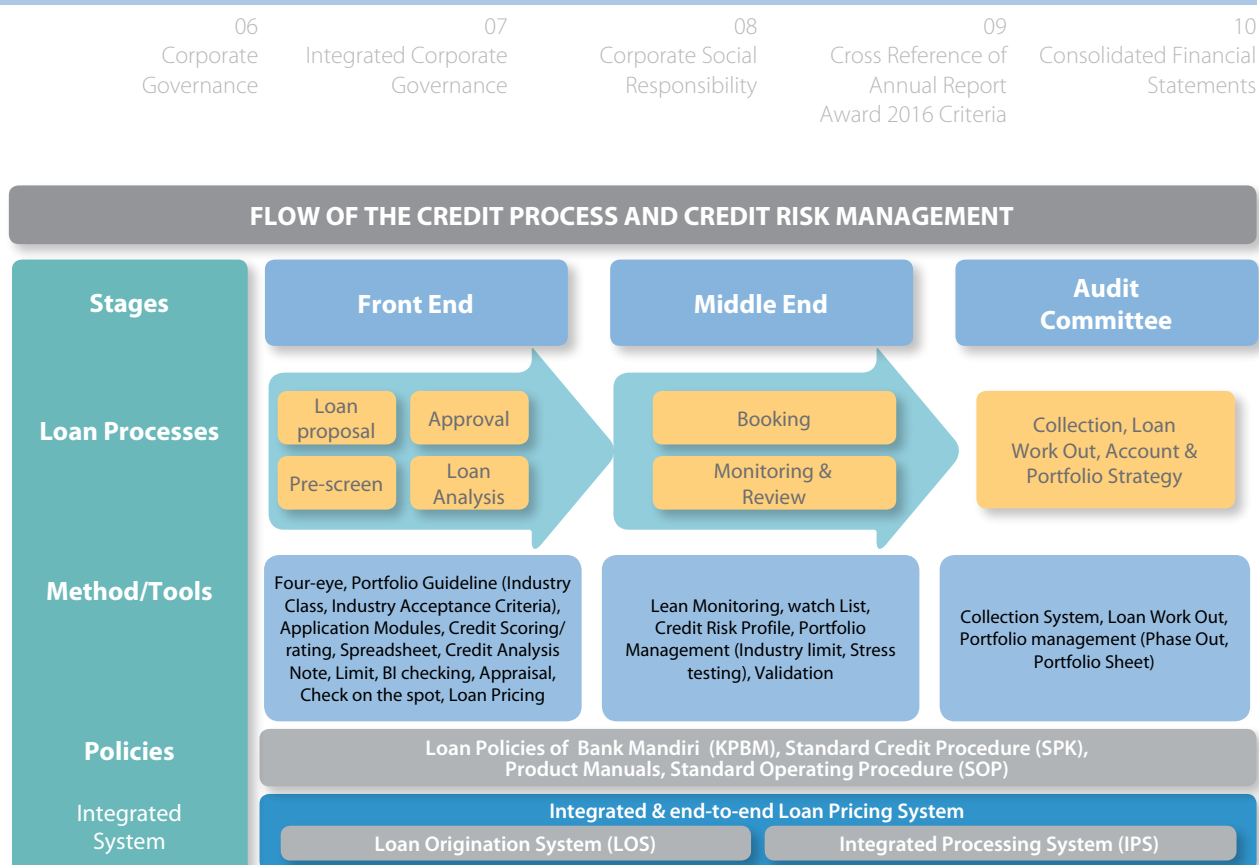 06
Corporate
Governance
07
Integrated Corporate
Governance
08
Corporate Social
Responsibility
09
Cross Reference of
Annual Report
Award 2016 Criteria
10
Consolidated Financial
Statements
FLOW OF THE CREDIT PROCESS AND CREDIT RISK MANAGEMENT
Stages
Front End
Middle End
Audit
Committee
Loan Processes
Loan
proposal
Approval
Pre-screen
Loan
Analysis
Booking
Monitoring &
Review
Collection, Loan
Work Out, Account &
Portfolio Strategy
Method/Tools
Four-eye, Portfolio Guideline (Industry
Class, Industry Acceptance Criteria),
Application Modules, Credit Scoring/
rating, Spreadsheet, Credit Analysis
Note, Limit, BI checking, Appraisal,
Check on the spot, Loan Pricing
Lean Monitoring, watch List,
Credit Risk Profile, Portfolio
Management (Industry limit, Stress
testing), Validation
Collection System, Loan Work Out,
Portfolio management (Phase Out,
Portfolio Sheet)
Policies
Loan Policies of Bank Mandiri (KPBM), Standard Credit Procedure (SPK),
Product Manuals, Standard Operating Procedure (SOP)
Integrated
System
Integrated & end-to-end Loan Pricing System
Loan Origination System (LOS)
Integrated Processing System (IPS)